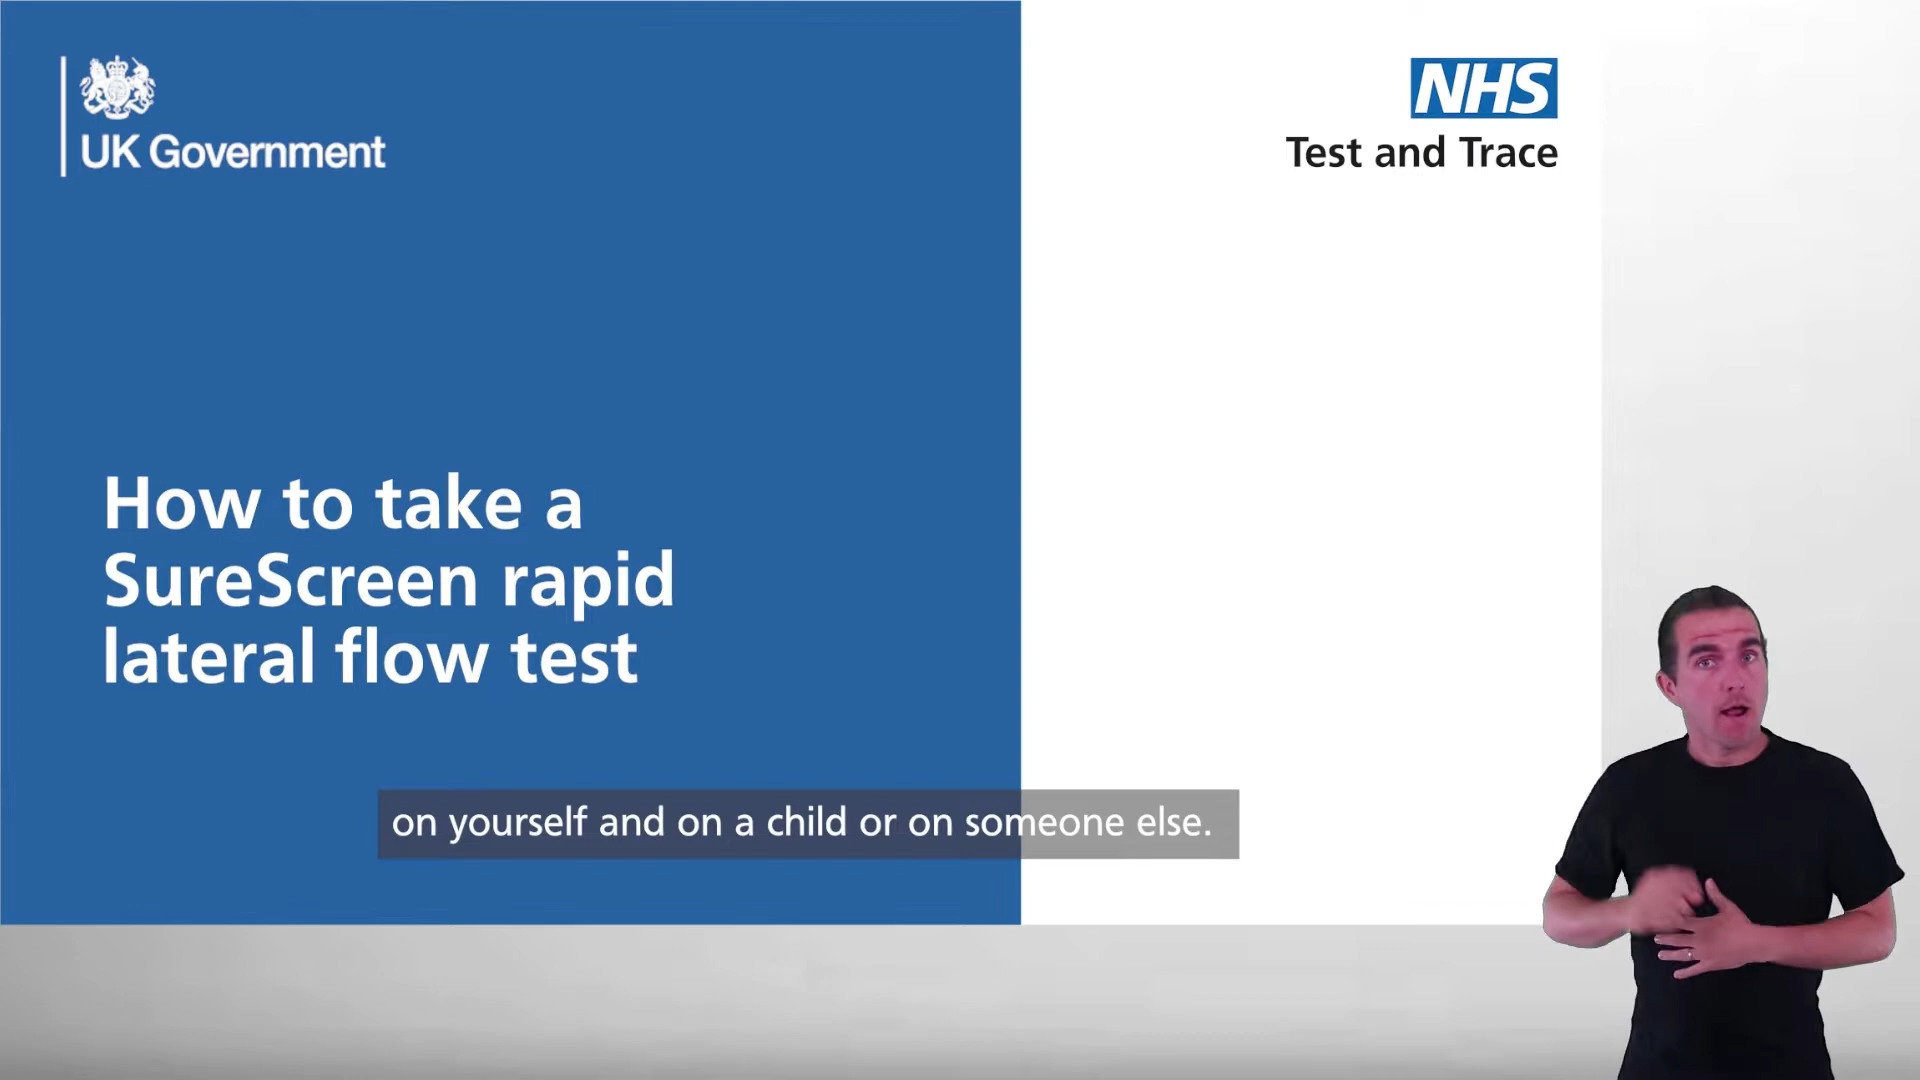 UK Government
NHS
Test and Trace
How to take a
SureScreen rapid
lateral flow test
on yourself and on a child or on someone else.